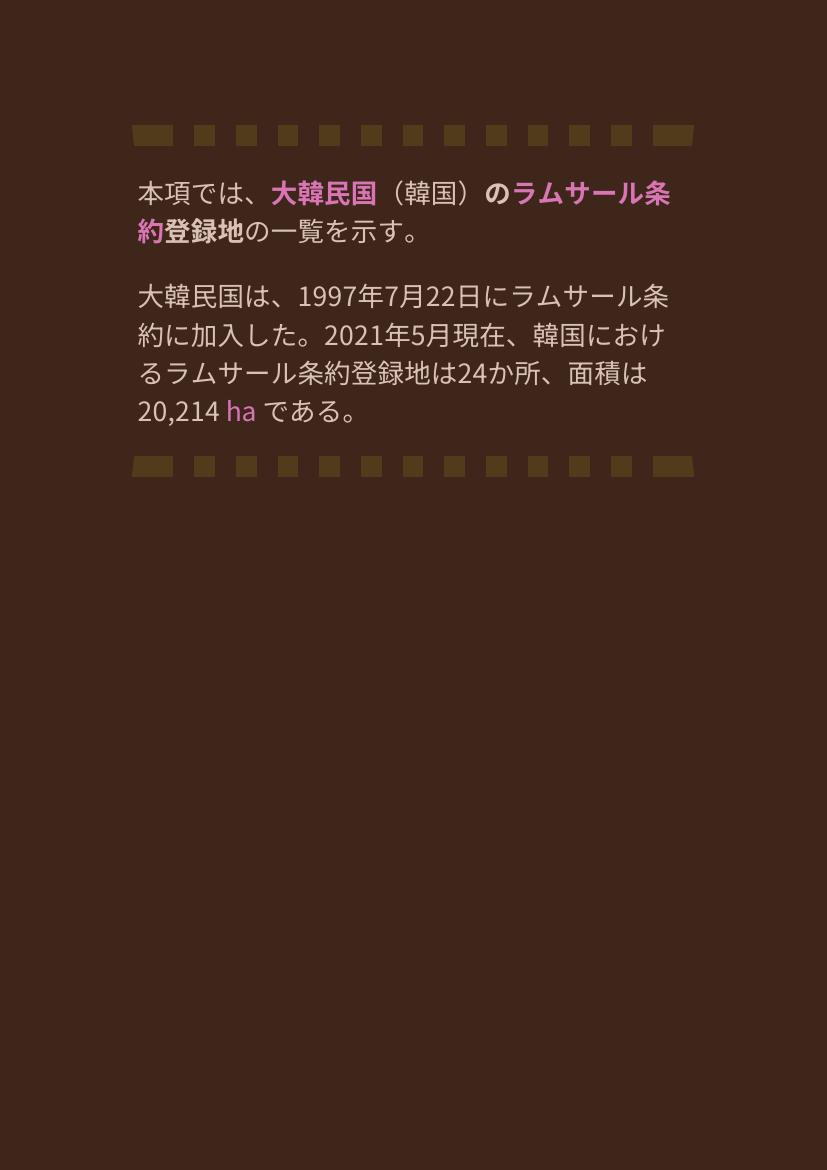 本項では、大韓民国（韓国）のラムサール条
約登録地の一覧を示す。
大韓民国は、1997年7月22日にラムサール条
約に加入した。2021年5月現在、韓国におけ
るラムサール条約登録地は24か所、面積は
20,214 ha である。